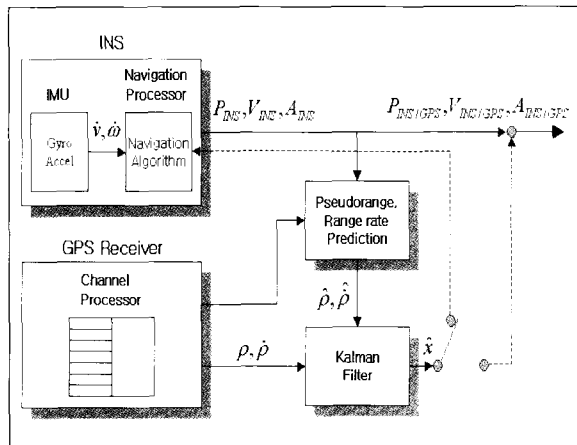 INS
IMU
Navigation
Processor
Gyro
Accel
v̇, ω̇
Navigation
Algorithm
P_INS, V_INS, A_INS
P_INS/GPS, V_INS/GPS, A_INS/GPS
Pseudorange,
Range rate
Prediction
GPS Receiver
Channel
Processor
ρ̂, ρ̇̂
ρ, ρ̇
Kalman
Filter
x̂